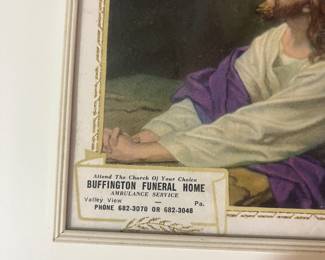 Attend The Church Of Your Choice
BUFFINGTON FUNERAL HOME
AMBULANCE SERVICE
Valley View — Pa.
PHONE 682-3070 OR 682-3048